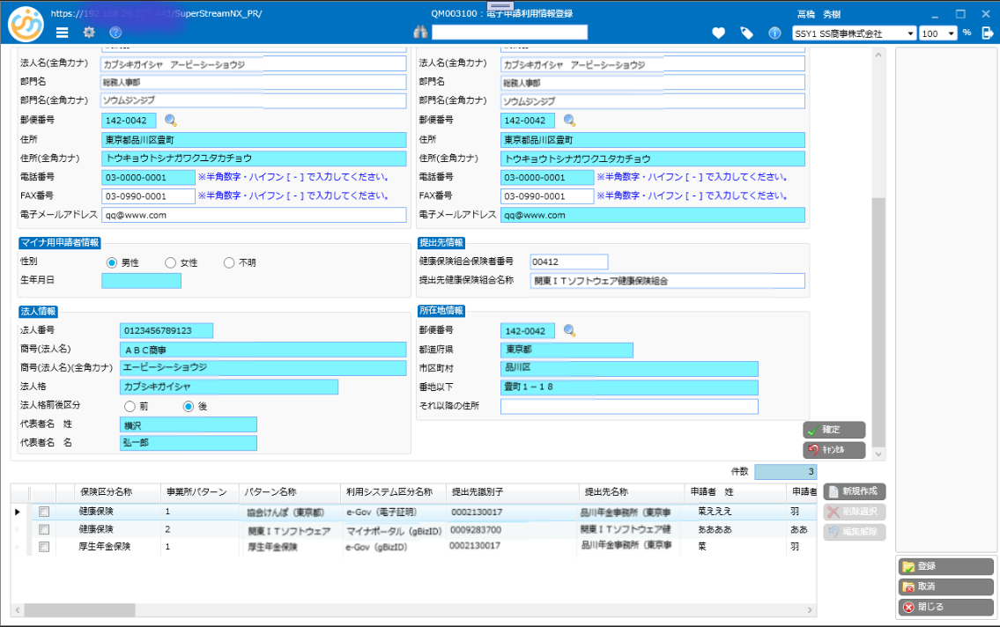 https://192.168.26.221:443/SuperStreamNX_PR/ QM003100：電子申請利用情報登録 高橋 秀樹
SSY1 SS商事株式会社 100 %
法人名(全角カナ) カブシキガイシャ アービーシーショウジ 法人名(全角カナ) カブシキガイシャ アービーシーショウジ
部門名 総務人事部 部門名 総務人事部
部門名(全角カナ) ソウムジンジブ 部門名(全角カナ) ソウムジンジブ
郵便番号 142-0042 郵便番号 142-0042
住所 東京都品川区豊町 住所 東京都品川区豊町
住所(全角カナ) トウキョウトシナガワクユタカチョウ 住所(全角カナ) トウキョウトシナガワクユタカチョウ
電話番号 03-0000-0001 ※半角数字・ハイフン [ - ] で入力してください。 電話番号 03-0000-0001 ※半角数字・ハイフン [ - ] で入力してください。
FAX番号 03-0990-0001 ※半角数字・ハイフン [ - ] で入力してください。 FAX番号 03-0990-0001 ※半角数字・ハイフン [ - ] で入力してください。
電子メールアドレス qq@www.com 電子メールアドレス qq@www.com
マイナ用申請者情報 提出先情報
性別 男性 女性 不明 健康保険組合保険者番号 00412
生年月日 提出先健康保険組合名称 関東ＩＴソフトウェア健康保険組合
法人情報 所在地情報
法人番号 0123456789123 郵便番号 142-0042
商号(法人名) ＡＢＣ商事 都道府県 東京都
商号(法人名)(全角カナ) エービーシーショウジ 市区町村 品川区
法人格 カブシキガイシャ 番地以下 豊町１－１８
法人格前後区分 前 後 それ以降の住所
代表者名 姓 横沢 確定
代表者名 名 弘一郎 ｷｬﾝｾﾙ
件数 3
保険区分名称 事業所パターン パターン名称 利用システム区分名称 提出先識別子 提出先名称 申請者 姓 申請者 新規作成
健康保険 1 協会けんぽ（東京都） e-Gov（電子証明） 0002130017 品川年金事務所（東京事 菜えええ 羽 削除選択
健康保険 2 関東ＩＴソフトウェア マイナポータル（gBizID） 0009283700 関東ＩＴソフトウェア健 ああああ ああ 編集解除
厚生年金保険 1 厚生年金保険 e-Gov（gBizID） 0002130017 品川年金事務所（東京事 菜 羽
登録
取消
閉じる